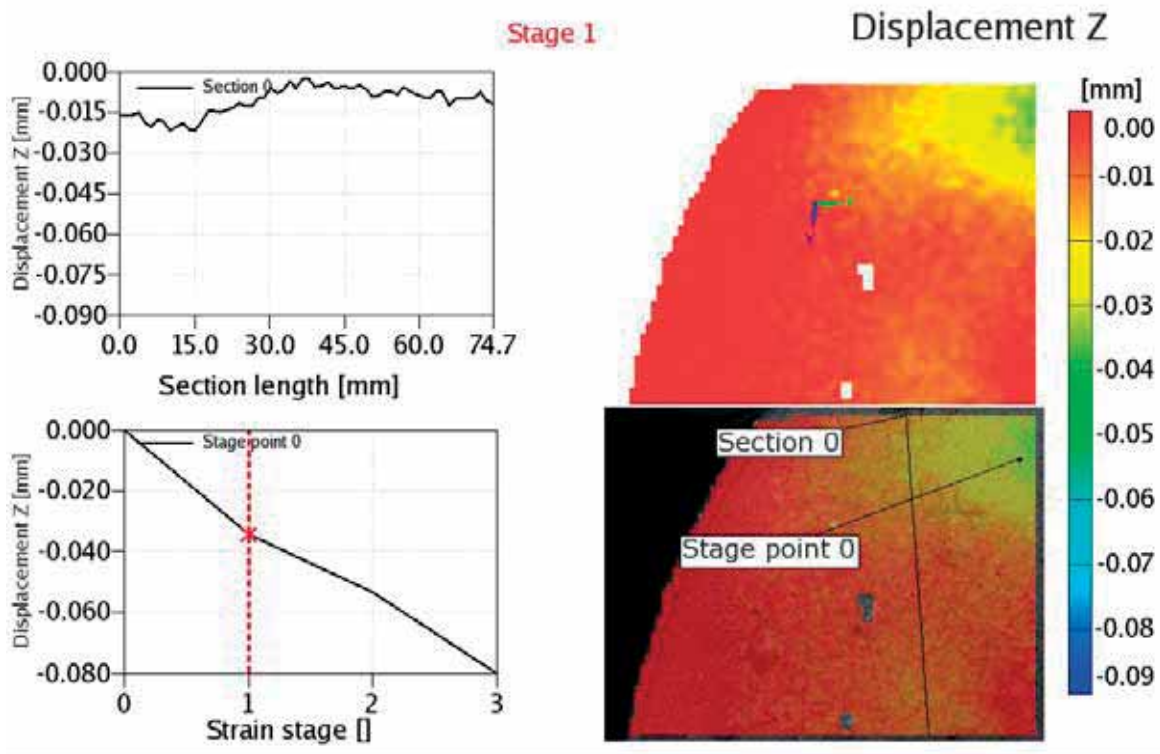 Stage 1
Displacement Z
Displacement Z [mm]
0.000
-0.015
-0.030
-0.045
-0.060
-0.075
-0.090
Section 0
0.0 15.0 30.0 45.0 60.0 74.7
Section length [mm]
Displacement Z [mm]
0.000
-0.020
-0.040
-0.060
-0.080
Stage point 0
0 1 2 3
Strain stage []
[mm]
0.00
-0.01
-0.02
-0.03
-0.04
-0.05
-0.06
-0.07
-0.08
-0.09
Section 0
Stage point 0